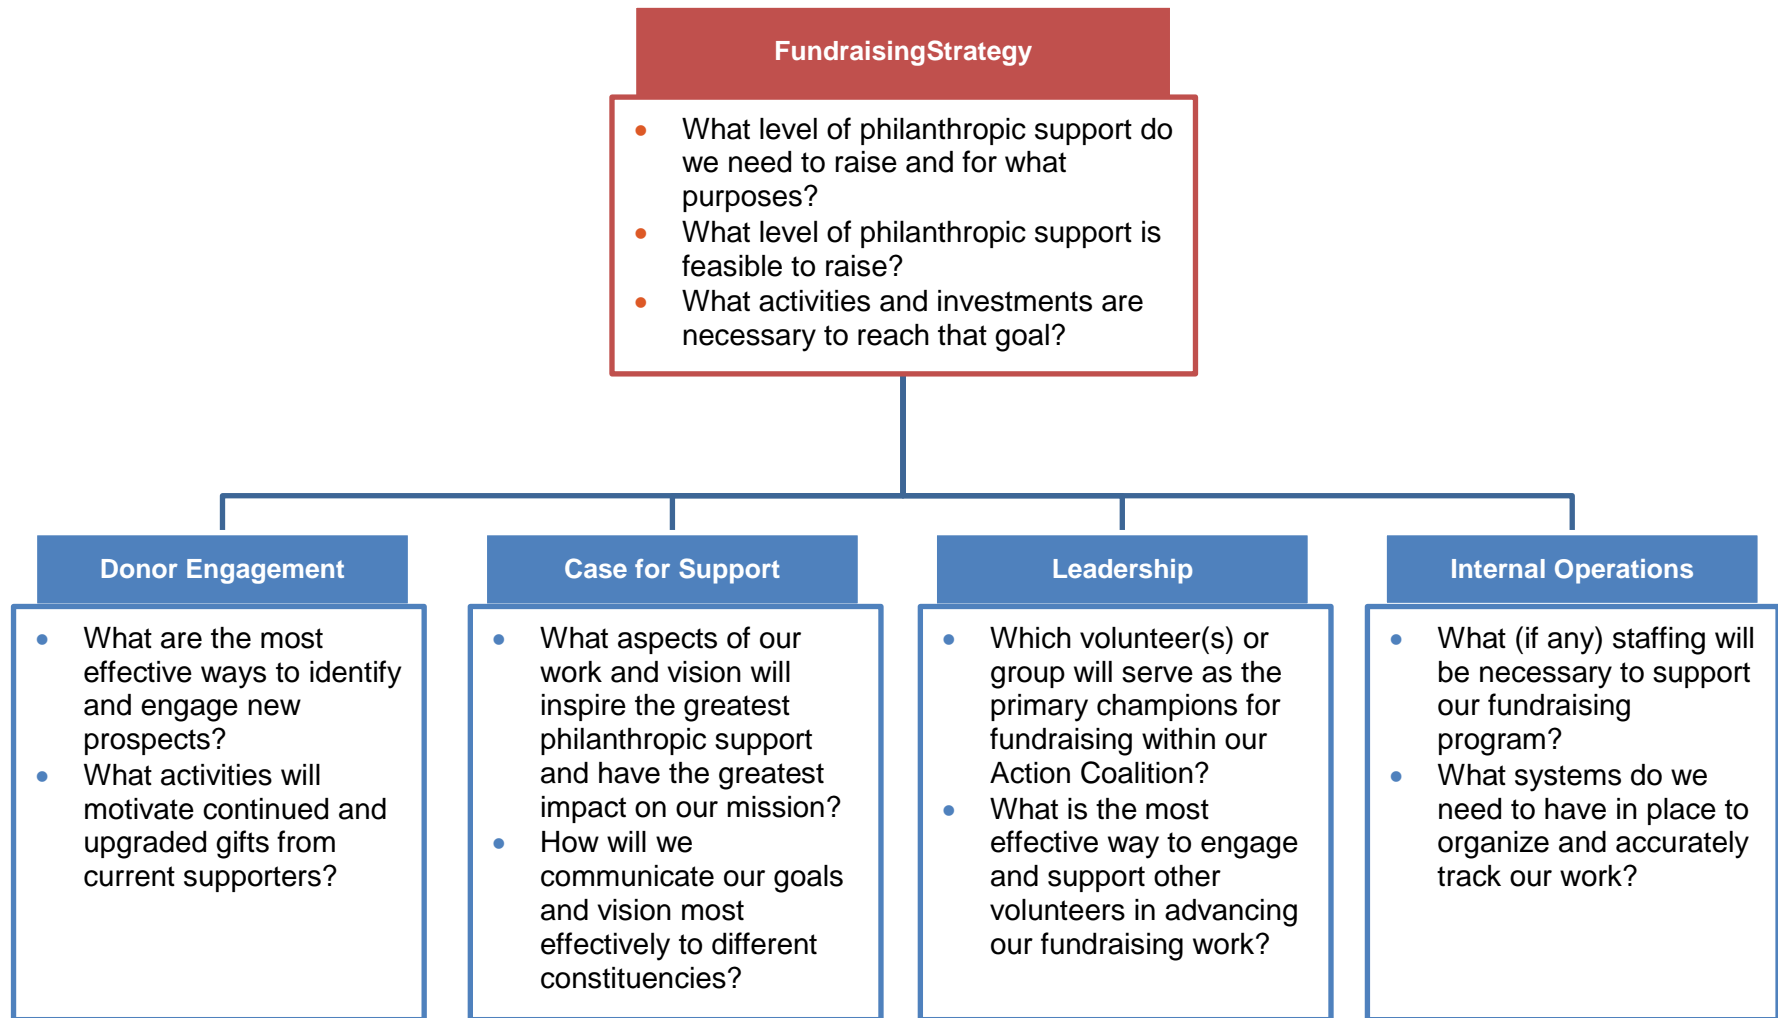 FundraisingStrategy
• What level of philanthropic support do
we need to raise and for what
purposes?
• What level of philanthropic support is
feasible to raise?
• What activities and investments are
necessary to reach that goal?
Donor Engagement
• What are the most
effective ways to identify
and engage new
prospects?
• What activities will
motivate continued and
upgraded gifts from
current supporters?
Case for Support
• What aspects of our
work and vision will
inspire the greatest
philanthropic support
and have the greatest
impact on our mission?
• How will we
communicate our goals
and vision most
effectively to different
constituencies?
Leadership
• Which volunteer(s) or
group will serve as the
primary champions for
fundraising within our
Action Coalition?
• What is the most
effective way to engage
and support other
volunteers in advancing
our fundraising work?
Internal Operations
• What (if any) staffing will
be necessary to support
our fundraising
program?
• What systems do we
need to have in place to
organize and accurately
track our work?